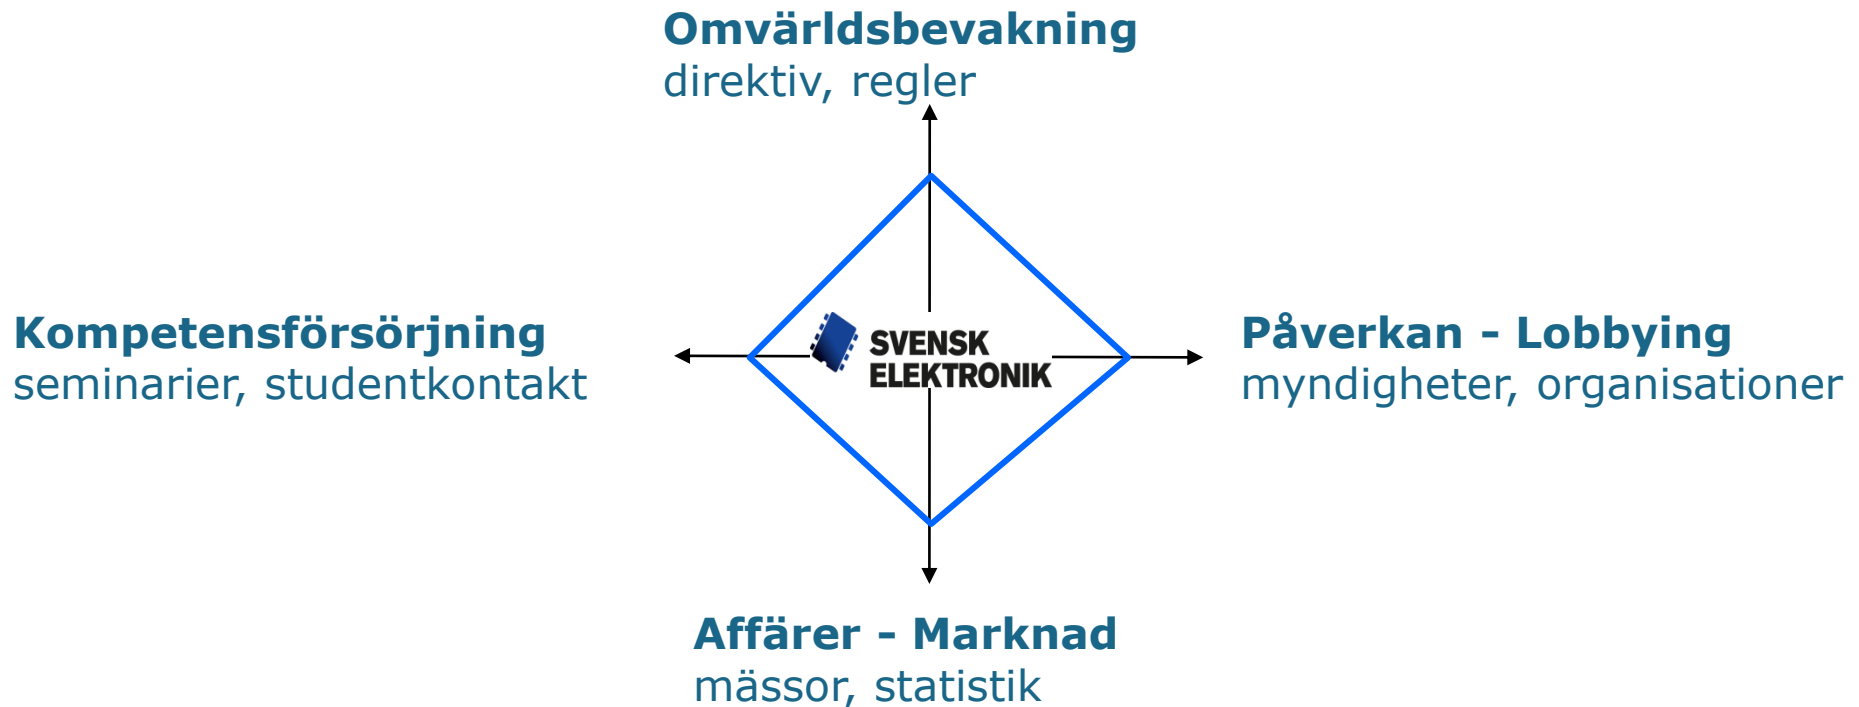 Omvärldsbevakning
direktiv, regler
Kompetensförsörjning
seminarier, studentkontakt
SVENSK
ELEKTRONIK
Påverkan - Lobbying
myndigheter, organisationer
Affärer - Marknad
mässor, statistik